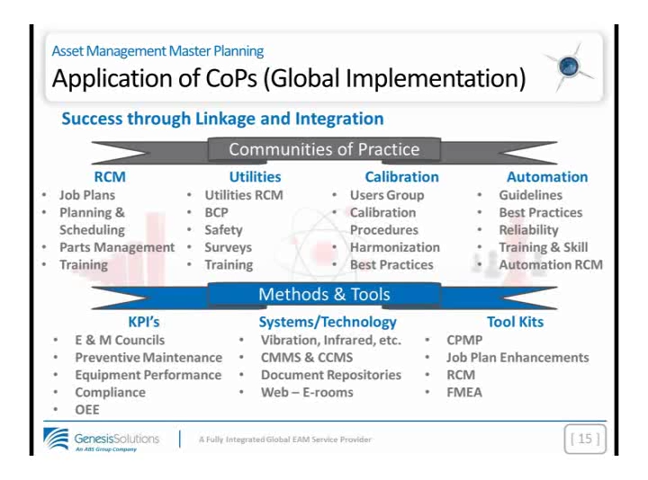 Asset Management Master Planning
Application of CoPs (Global Implementation)
Success through Linkage and Integration
Communities of Practice
RCM
• Job Plans
• Planning &
Scheduling
• Parts Management
• Training
Utilities
• Utilities RCM
• BCP
• Safety
• Surveys
• Training
Calibration
• Users Group
• Calibration
Procedures
• Harmonization
• Best Practices
Automation
• Guidelines
• Best Practices
• Reliability
• Training & Skill
• Automation RCM
Methods & Tools
KPI's
• E & M Councils
• Preventive Maintenance
• Equipment Performance
• Compliance
• OEE
Systems/Technology
• Vibration, Infrared, etc.
• CMMS & CCMS
• Document Repositories
• Web – E-rooms
Tool Kits
• CPMP
• Job Plan Enhancements
• RCM
• FMEA
GenesisSolutions
An ABS Group Company
A Fully Integrated Global EAM Service Provider
[ 15 ]